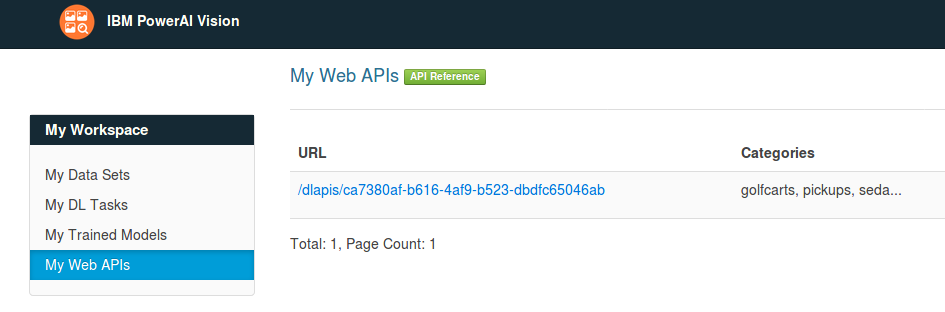 IBM PowerAI Vision
My Web APIs API Reference
My Workspace
My Data Sets
My DL Tasks
My Trained Models
My Web APIs
URL Categories
/dlapis/ca7380af-b616-4af9-b523-dbdfc65046ab golfcarts, pickups, seda...
Total: 1, Page Count: 1